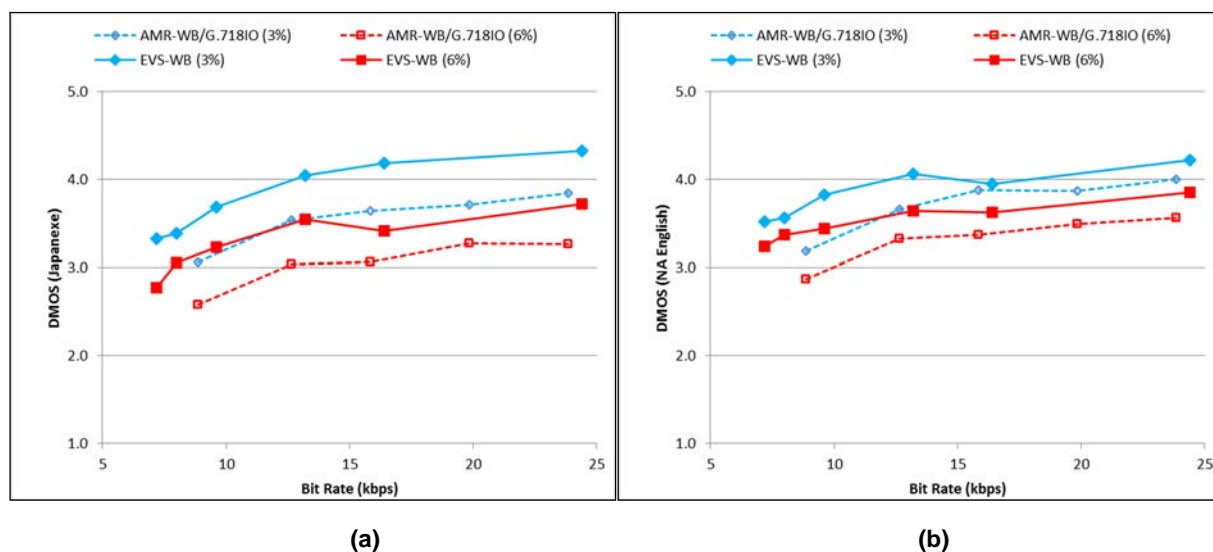 AMR-WB/G.718IO (3%) AMR-WB/G.718IO (6%)
EVS-WB (3%) EVS-WB (6%)
5.0
4.0
3.0
2.0
1.0
DMOS (Japanexe)
5 10 15 20 25
Bit Rate (kbps)
(a)
AMR-WB/G.718IO (3%) AMR-WB/G.718IO (6%)
EVS-WB (3%) EVS-WB (6%)
5.0
4.0
3.0
2.0
1.0
DMOS (NA English)
5 10 15 20 25
Bit Rate (kbps)
(b)